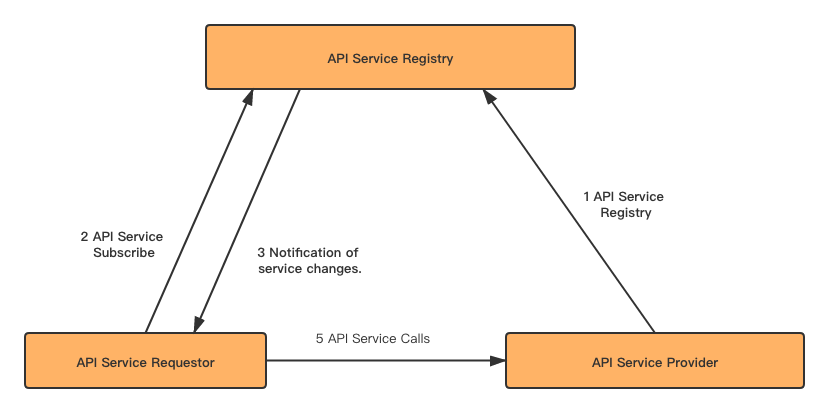 API Service Registry
1 API Service
Registry
2 API Service
Subscribe
3 Notification of
service changes.
5 API Service Calls
API Service Requestor
API Service Provider